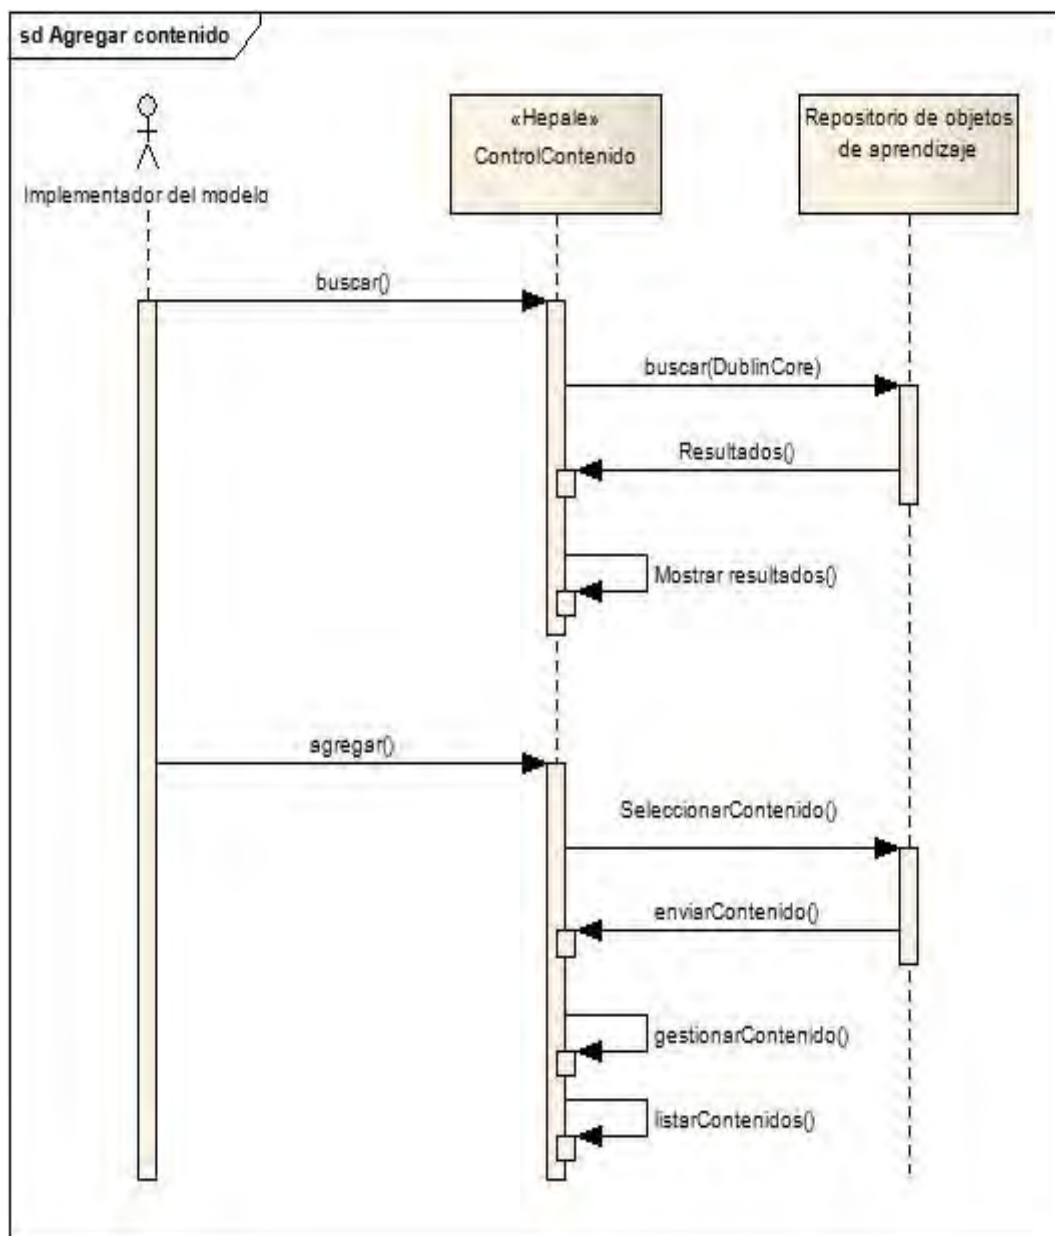 sd Agregar contenido
«Hepale»
ControlContenido
Repositorio de objetos
de aprendizaje
Implementador del modelo
buscar()
buscar(DublinCore)
Resultados()
Mostrar resultados()
agregar()
SeleccionarContenido()
enviarContenido()
gestionarContenido()
listarContenidos()